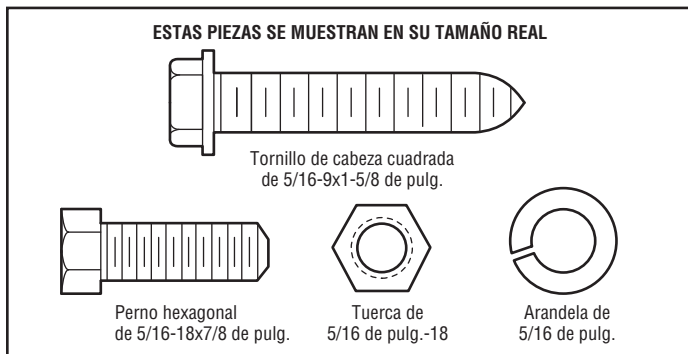 ESTAS PIEZAS SE MUESTRAN EN SU TAMAÑO REAL
Tornillo de cabeza cuadrada
de 5/16-9x1-5/8 de pulg.
Perno hexagonal
de 5/16-18x7/8 de pulg.
Tuerca de
5/16 de pulg.-18
Arandela de
5/16 de pulg.